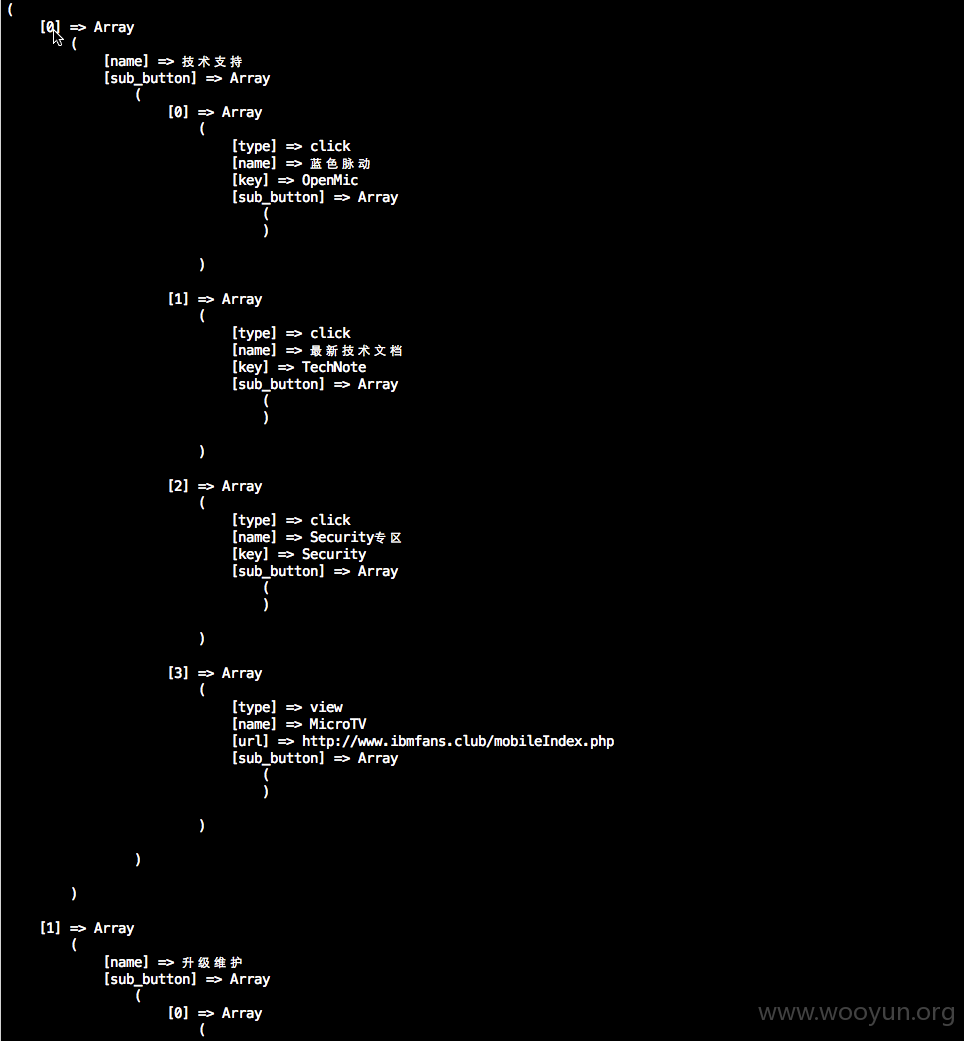 (
    [0] => Array
        (
            [name] => 技术支持
            [sub_button] => Array
                (
                    [0] => Array
                        (
                            [type] => click
                            [name] => 蓝色脉动
                            [key] => OpenMic
                            [sub_button] => Array
                                (
                                )

                        )

                    [1] => Array
                        (
                            [type] => click
                            [name] => 最新技术文档
                            [key] => TechNote
                            [sub_button] => Array
                                (
                                )

                        )

                    [2] => Array
                        (
                            [type] => click
                            [name] => Security专区
                            [key] => Security
                            [sub_button] => Array
                                (
                                )

                        )

                    [3] => Array
                        (
                            [type] => view
                            [name] => MicroTV
                            [url] => http://www.ibmfans.club/mobileIndex.php
                            [sub_button] => Array
                                (
                                )

                        )

                )

        )

    [1] => Array
        (
            [name] => 升级维护
            [sub_button] => Array
                (
                    [0] => Array
                        (
www.wooyun.org